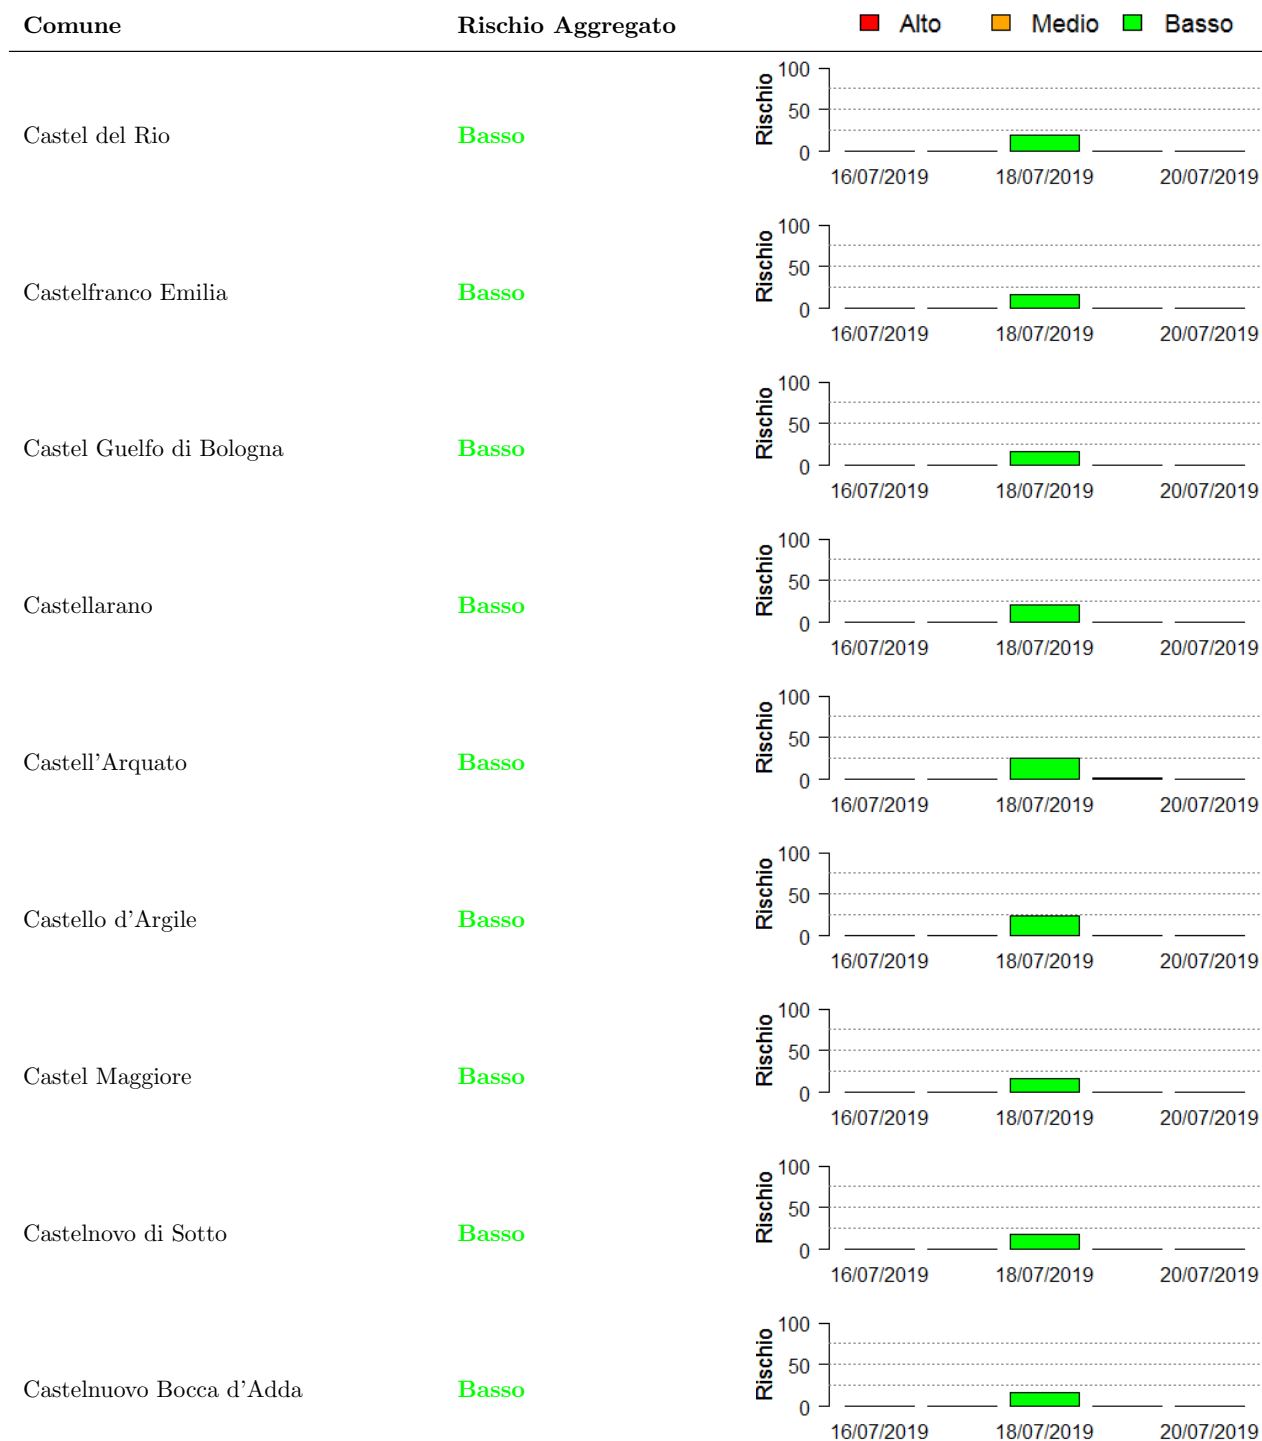 Comune Rischio Aggregato Alto Medio Basso
100
50
0
Rischio
Castel del Rio Basso
16/07/2019 18/07/2019 20/07/2019
100
50
0
Rischio
Castelfranco Emilia Basso
16/07/2019 18/07/2019 20/07/2019
100
50
0
Rischio
Castel Guelfo di Bologna Basso
16/07/2019 18/07/2019 20/07/2019
100
50
0
Rischio
Castellarano Basso
16/07/2019 18/07/2019 20/07/2019
100
50
0
Rischio
Castell'Arquato Basso
16/07/2019 18/07/2019 20/07/2019
100
50
0
Rischio
Castello d'Argile Basso
16/07/2019 18/07/2019 20/07/2019
100
50
0
Rischio
Castel Maggiore Basso
16/07/2019 18/07/2019 20/07/2019
100
50
0
Rischio
Castelnovo di Sotto Basso
16/07/2019 18/07/2019 20/07/2019
100
50
0
Rischio
Castelnuovo Bocca d'Adda Basso
16/07/2019 18/07/2019 20/07/2019